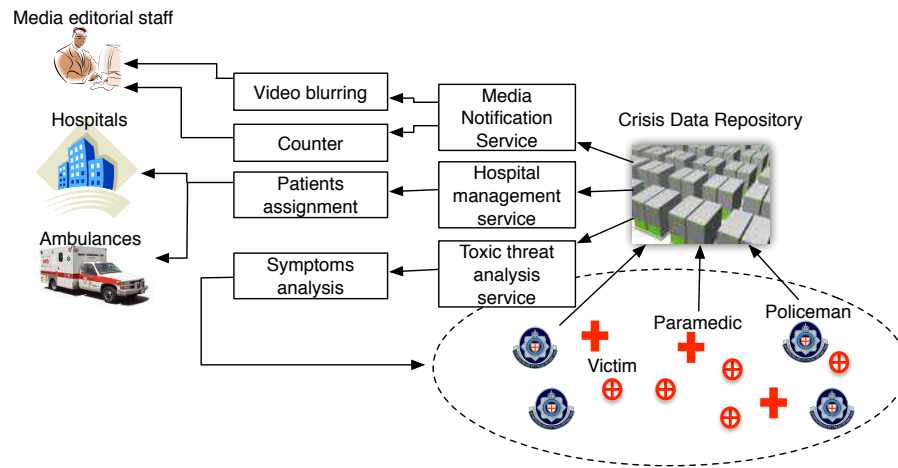 Media editorial staff
Video blurring
Media
Notification
Service
Crisis Data Repository
Hospitals
Counter
Patients
assignment
Hospital
management
service
Ambulances
Symptoms
analysis
Toxic threat
analysis
service
Paramedic
Policeman
Victim